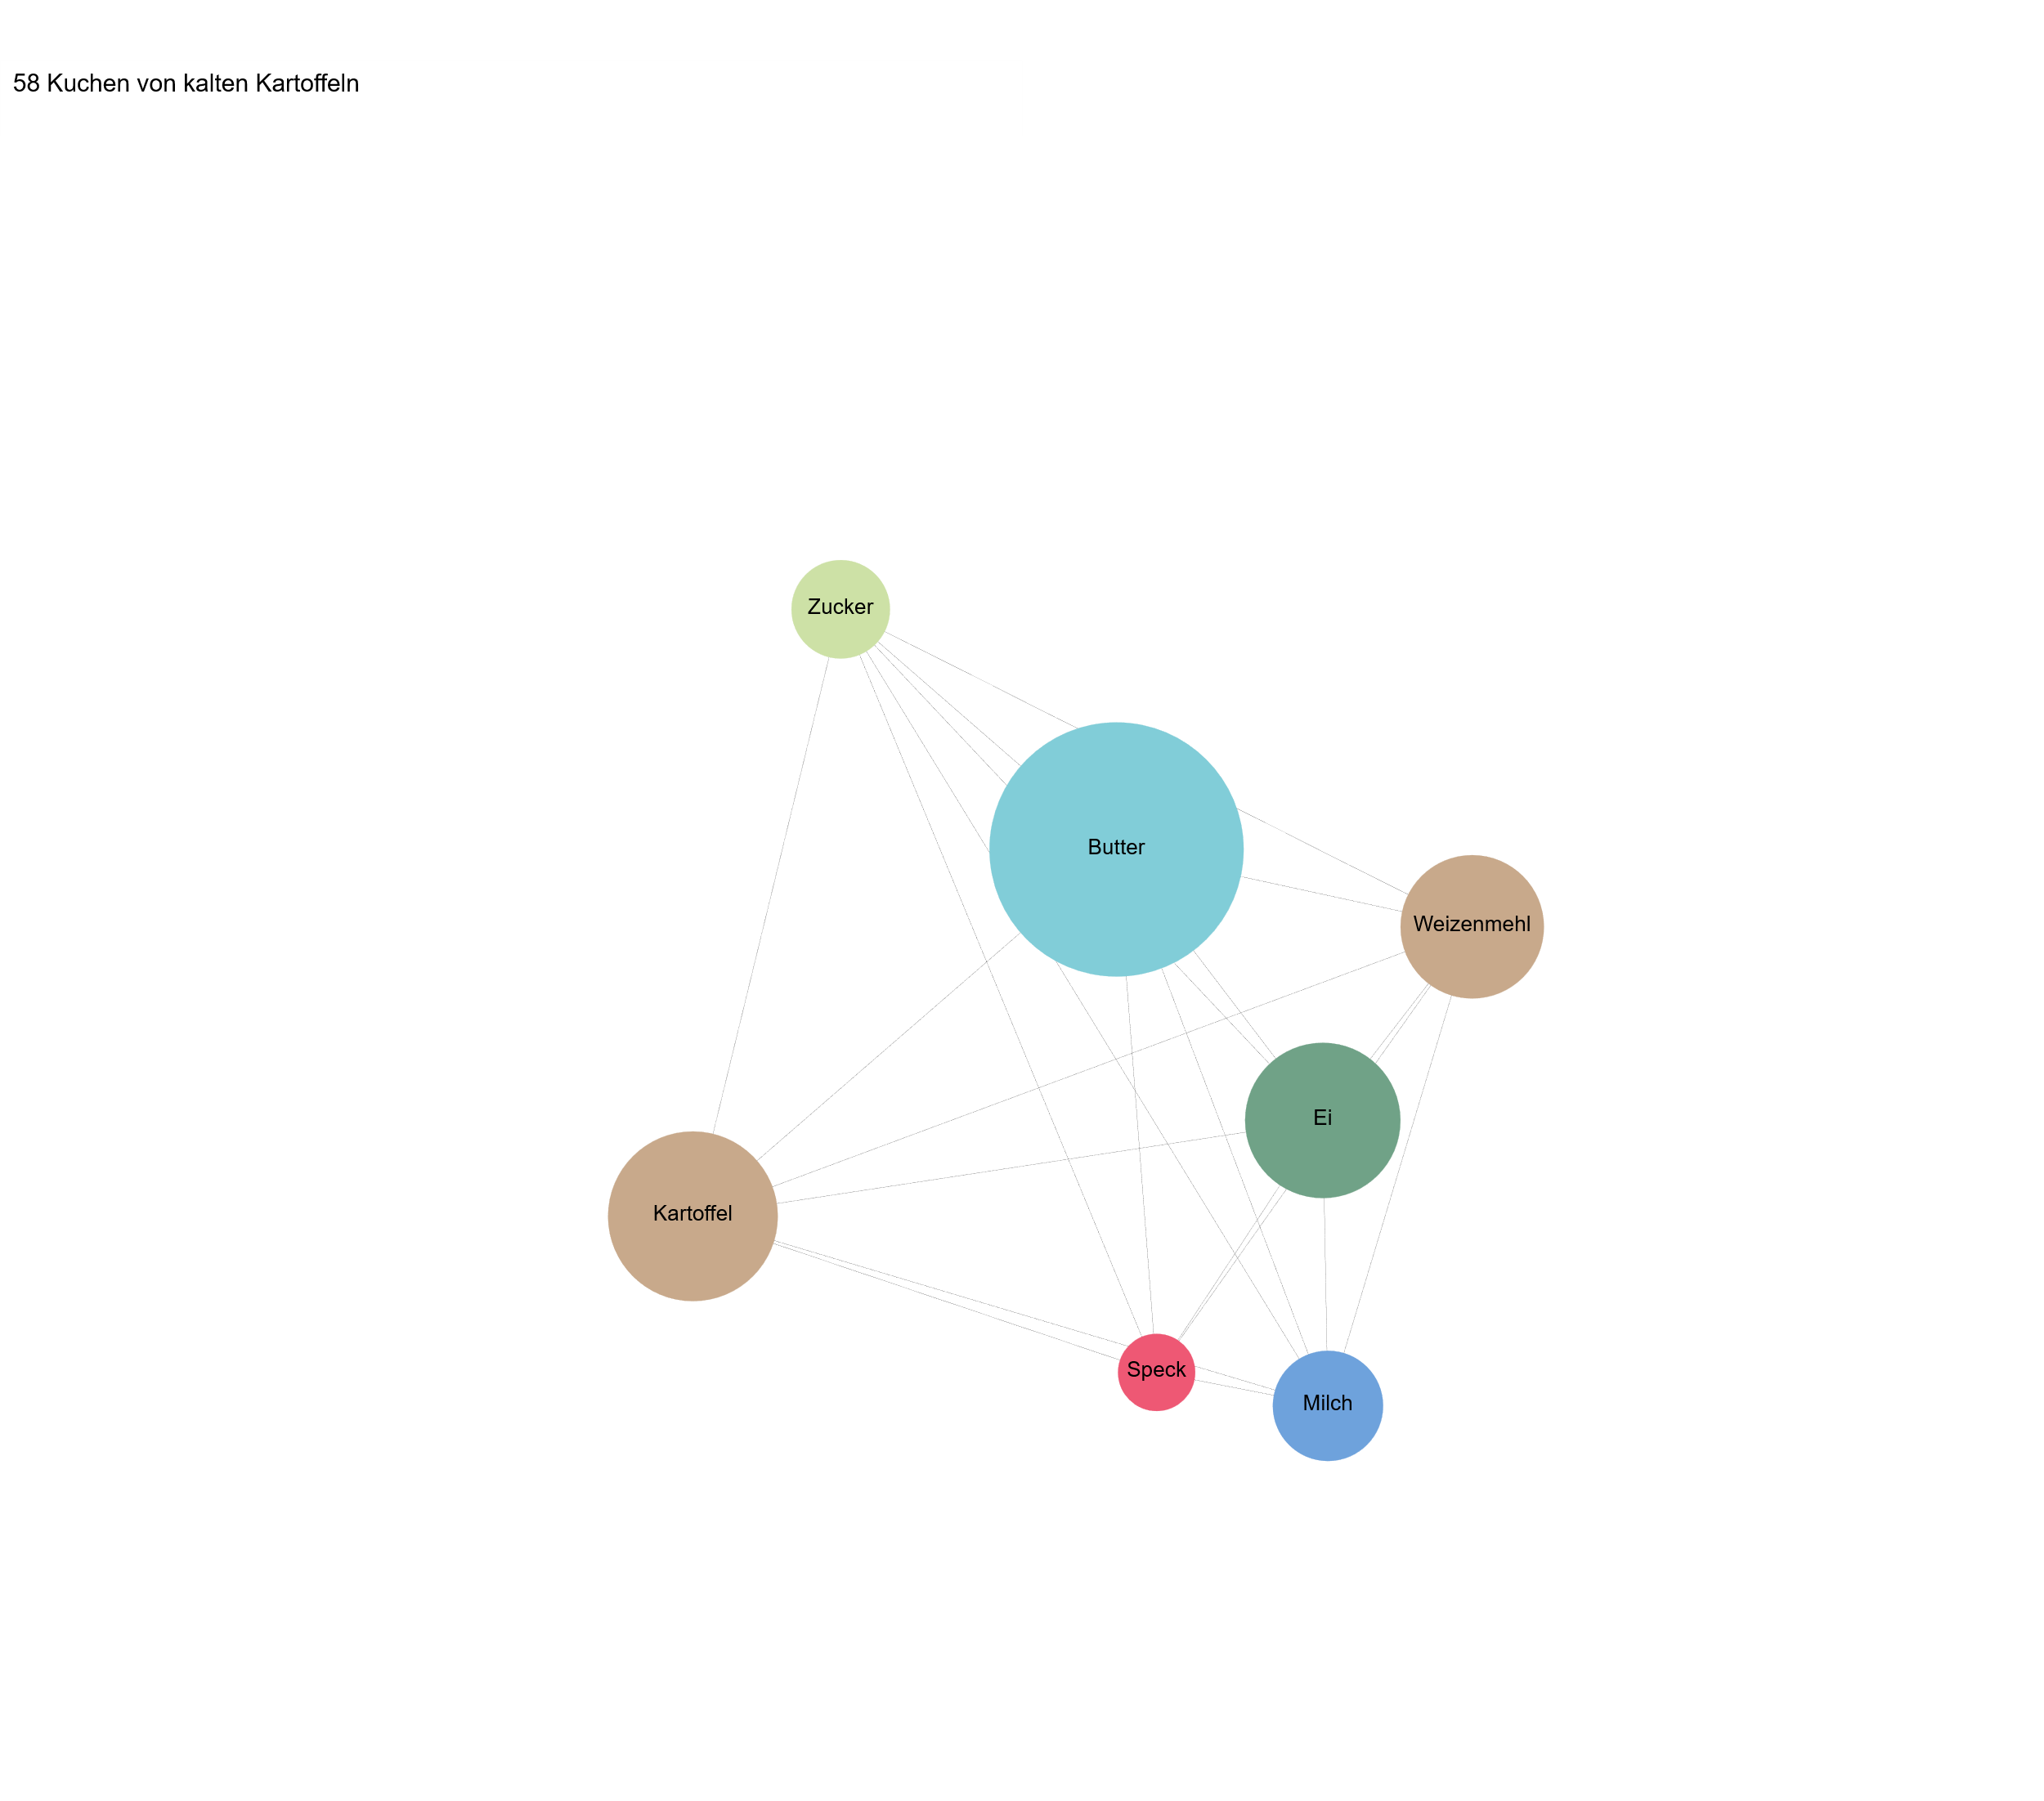 58 Kuchen von kalten Kartoffeln
Zucker
Butter
Weizenmehl
Ei
Kartoffel
Speck
Milch